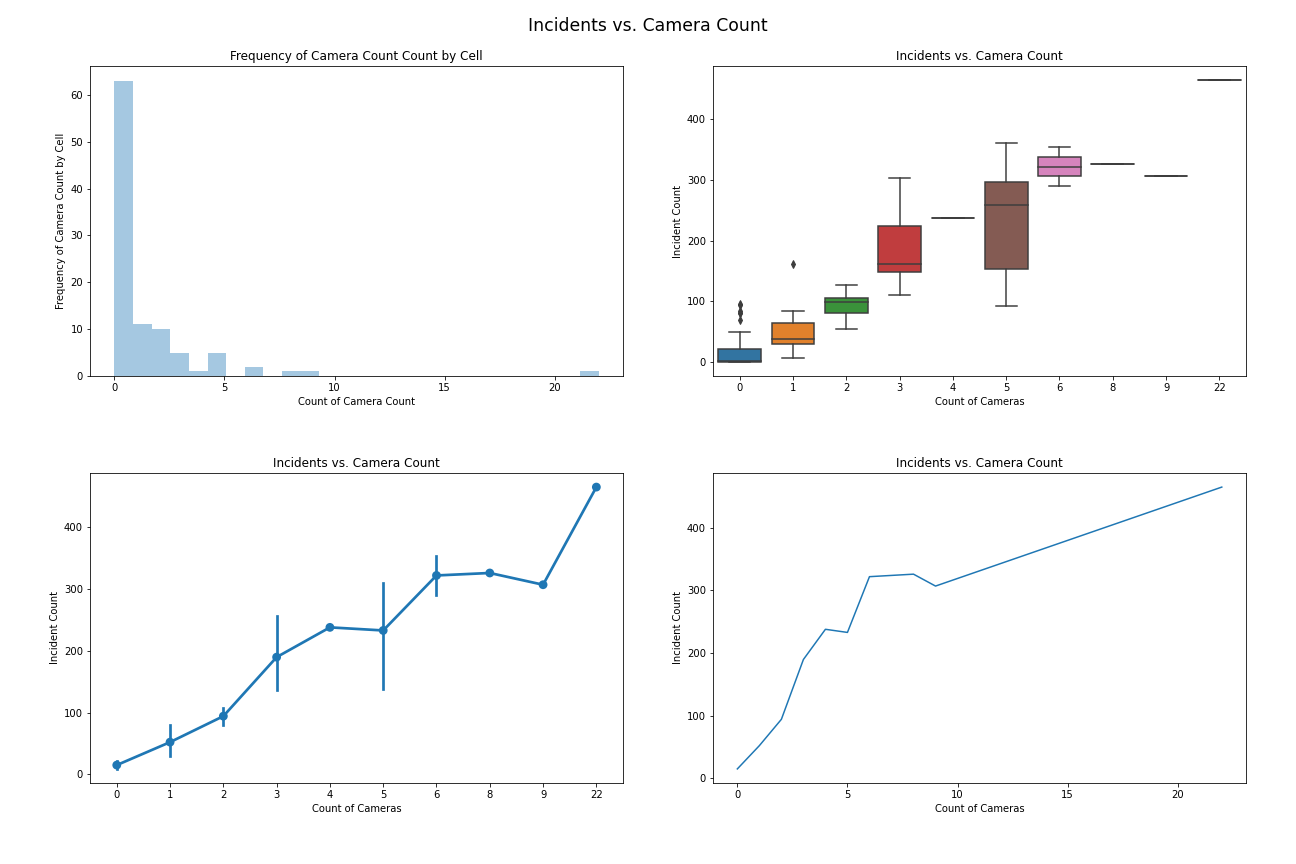 Incidents vs. Camera Count
Frequency of Camera Count Count by Cell
Frequency of Camera Count by Cell
60
50
40
30
20
10
0
0 5 10 15 20
Count of Camera Count
Incidents vs. Camera Count
Incident Count
400
300
200
100
0
0 1 2 3 4 5 6 8 9 22
Count of Cameras
Incidents vs. Camera Count
Incident Count
400
300
200
100
0
0 1 2 3 4 5 6 8 9 22
Count of Cameras
Incidents vs. Camera Count
Incident Count
400
300
200
100
0
0 5 10 15 20
Count of Cameras